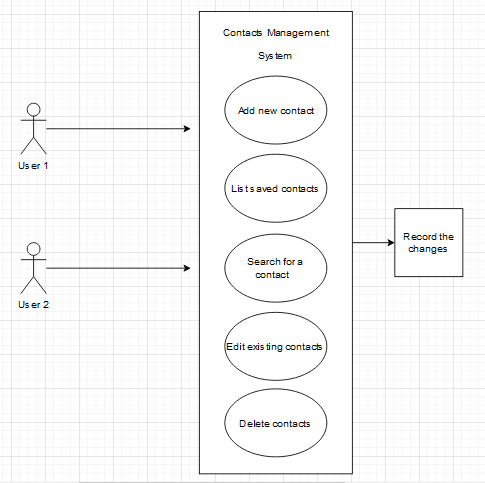 Contacts Management
System
Add new contact
User 1
Lists saved contacts
Record the
changes
Search for a
contact
User 2
Edit existing contacts
Delete contacts